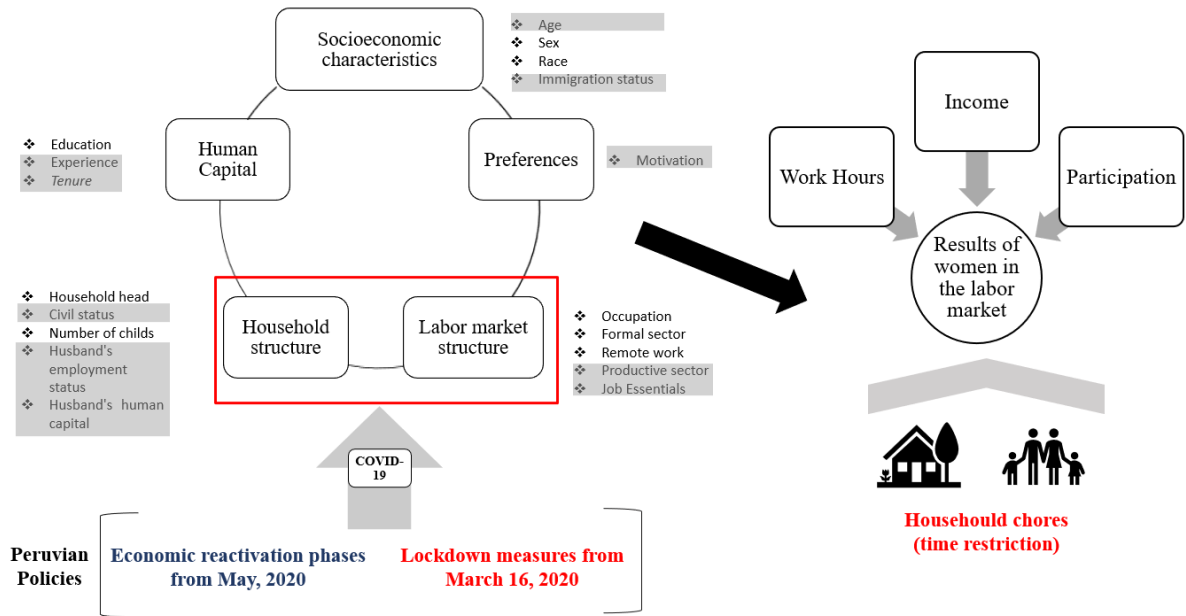 Socioeconomic
characteristics
❖ Age
❖ Sex
❖ Race
❖ Immigration status
Human
Capital
❖ Education
❖ Experience
❖ Tenure
Preferences
❖ Motivation
Household
structure
❖ Household head
❖ Civil status
❖ Number of childs
❖ Husband's
employment
status
❖ Husband's human
capital
Labor market
structure
❖ Occupation
❖ Formal sector
❖ Remote work
❖ Productive sector
❖ Job Essentials
COVID-
19
Peruvian
Policies
Economic reactivation phases
from May, 2020
Lockdown measures from
March 16, 2020
Income
Work Hours
Participation
Results of
women in
the labor
market
Househould chores
(time restriction)